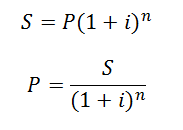 S = P(1 + i)^n
P = S / (1 + i)^n